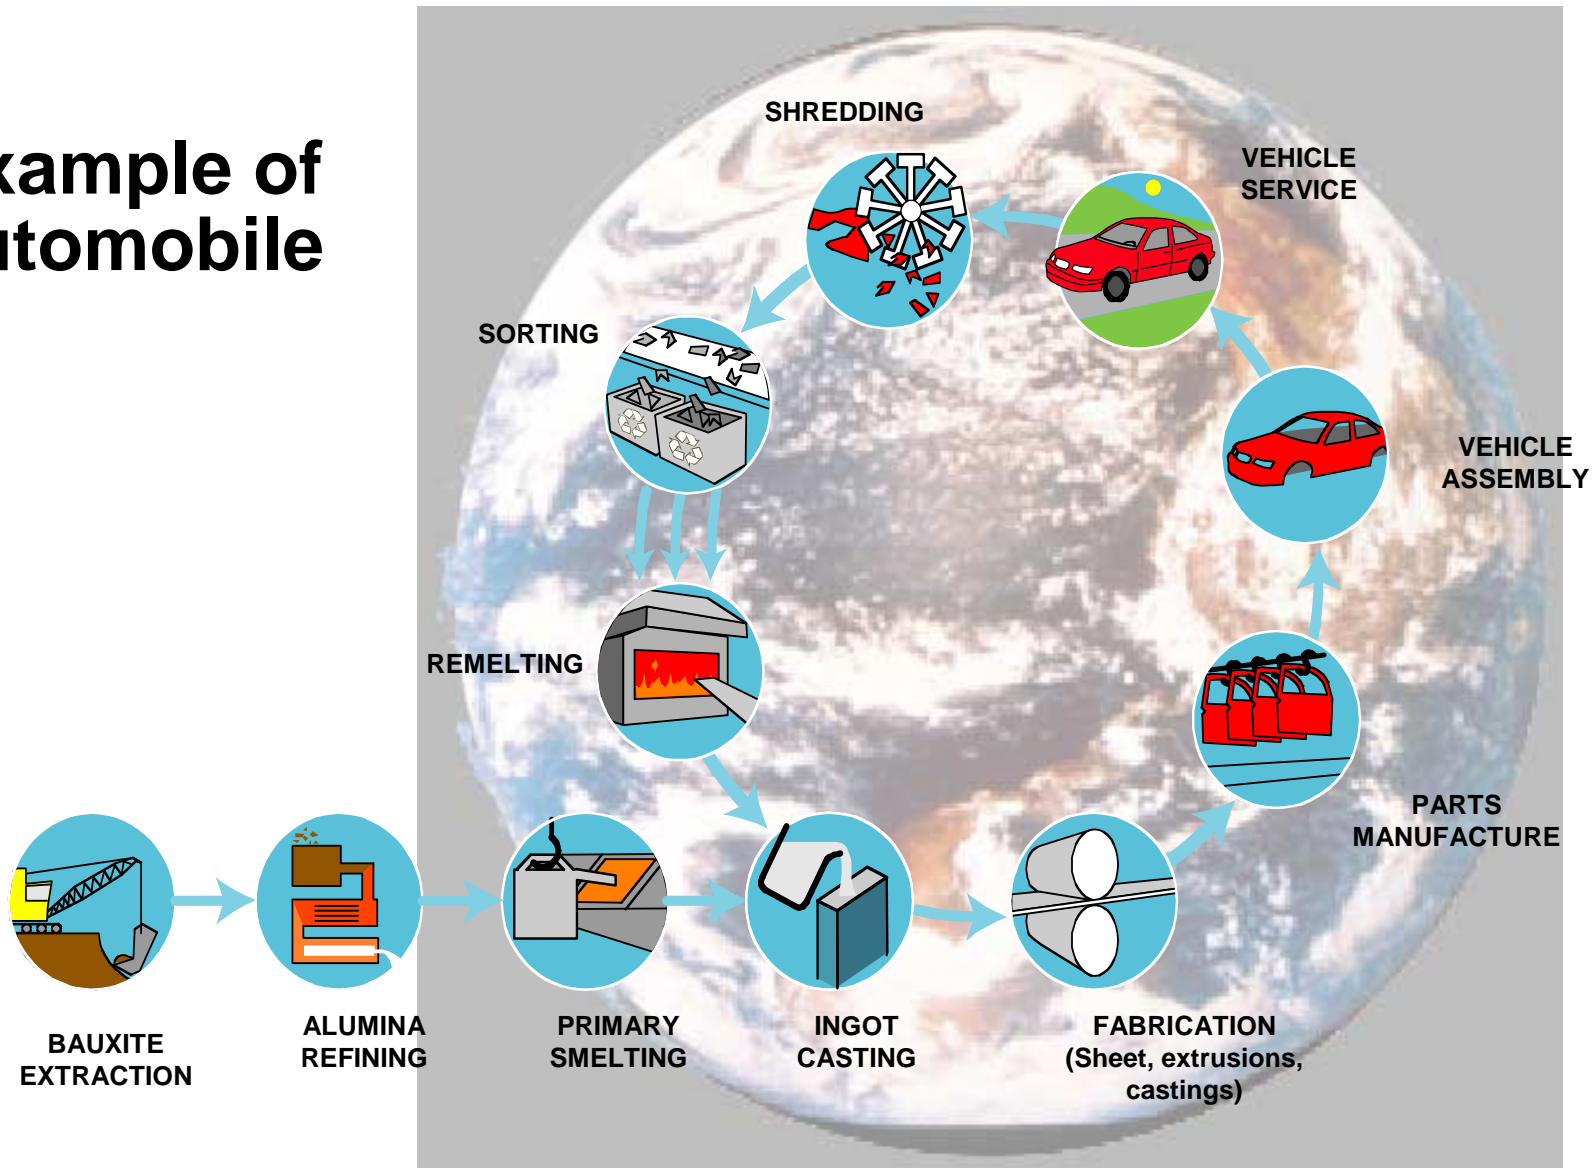 xample of
utomobile
SHREDDING
VEHICLE
SERVICE
SORTING
VEHICLE
ASSEMBLY
REMELTING
PARTS
MANUFACTURE
BAUXITE
EXTRACTION
ALUMINA
REFINING
PRIMARY
SMELTING
INGOT
CASTING
FABRICATION
(Sheet, extrusions,
castings)